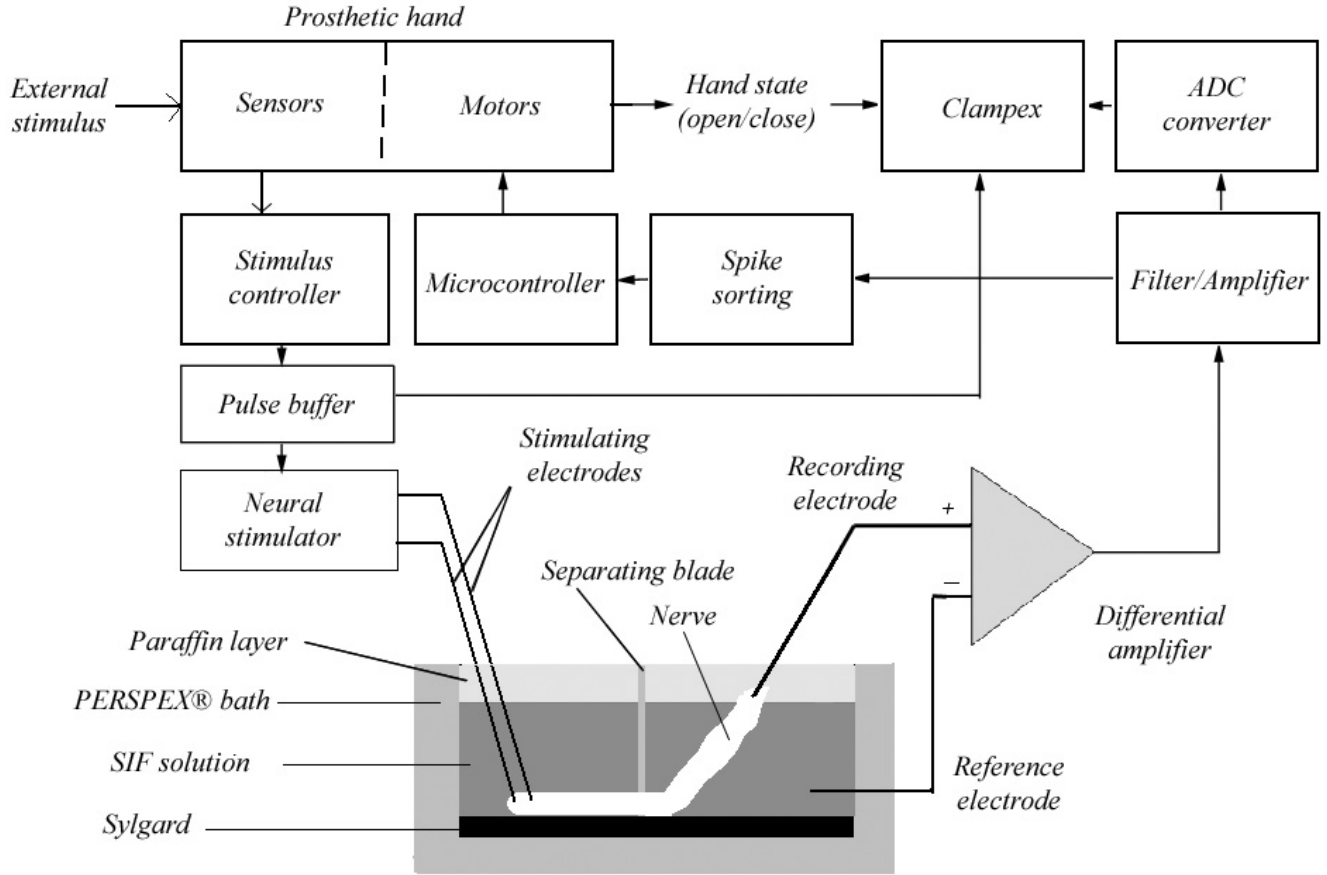 Prosthetic hand
External
stimulus
Sensors
Motors
Hand state
(open/close)
Clampex
ADC
converter
Stimulus
controller
Microcontroller
Spike
sorting
Filter/Amplifier
Pulse buffer
Neural
stimulator
Stimulating
electrodes
Recording
electrode
+
−
Separating blade
Nerve
Differential
amplifier
Paraffin layer
PERSPEX® bath
SIF solution
Reference
electrode
Sylgard